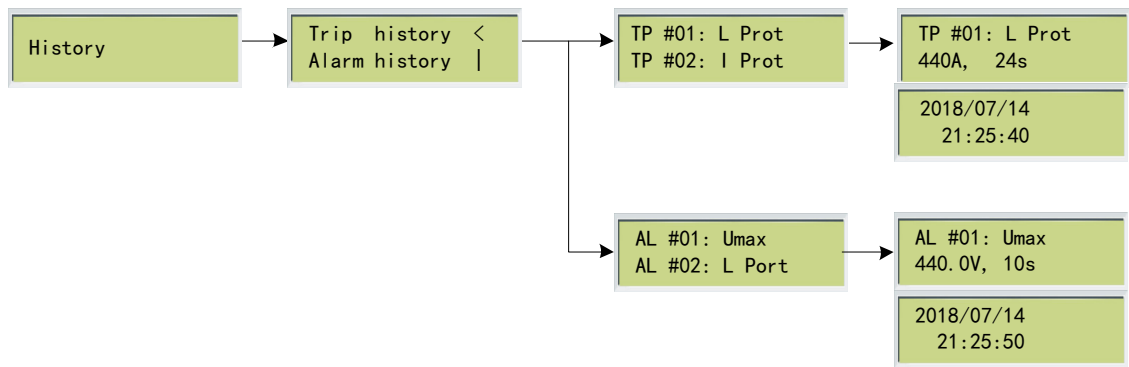 History
Trip history <
Alarm history |
TP #01: L Prot
TP #02: I Prot
TP #01: L Prot
440A, 24s
2018/07/14
21:25:40
AL #01: Umax
AL #02: L Port
AL #01: Umax
440.0V, 10s
2018/07/14
21:25:50